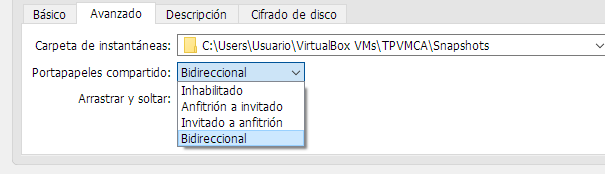 Básico Avanzado Descripción Cifrado de disco
Carpeta de instantáneas: C:\Users\Usuario\VirtualBox VMs\TPVMCA\Snapshots
Portapapeles compartido: Bidireccional
Inhabilitado
Arrastrar y soltar: Anfitrión a invitado
Invitado a anfitrión
Bidireccional